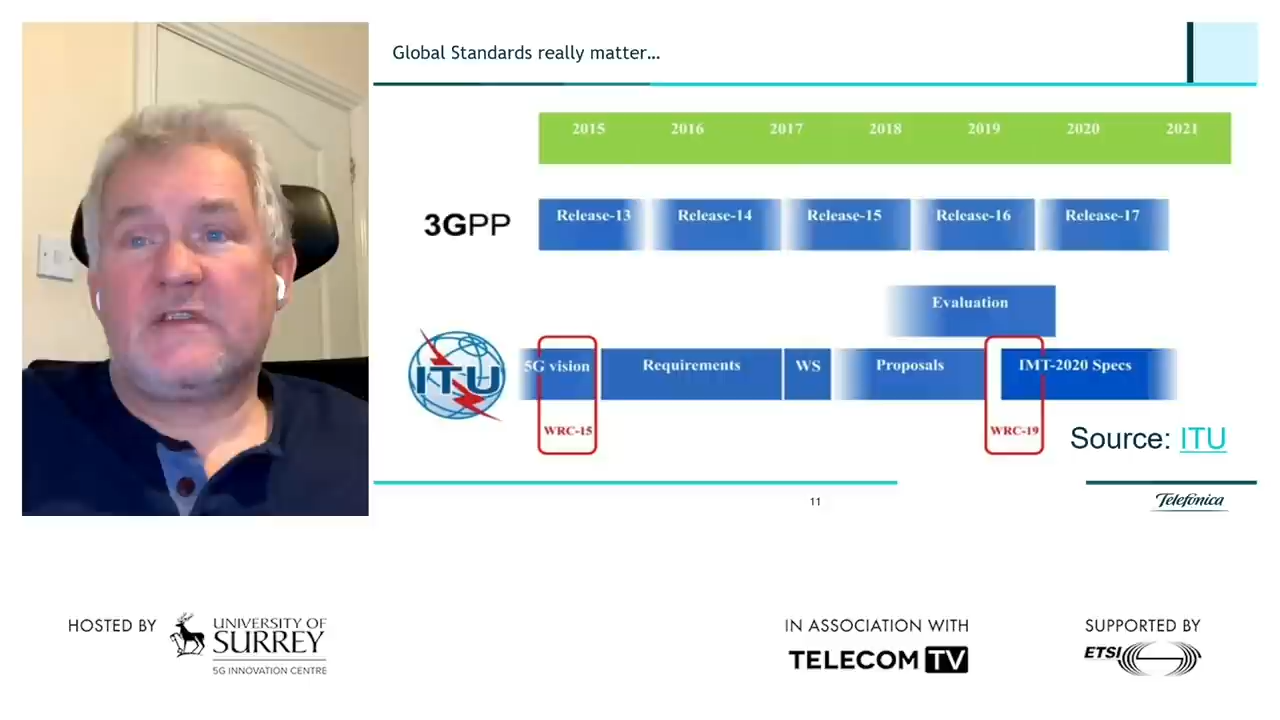 Global Standards really matter…
2015 2016 2017 2018 2019 2020 2021
3GPP Release-13 Release-14 Release-15 Release-16 Release-17
Evaluation
ITU 5G vision Requirements WS Proposals IMT-2020 Specs
WRC-15 WRC-19
Source: ITU
11
Telefónica
HOSTED BY
UNIVERSITY OF
SURREY
5G INNOVATION CENTRE
IN ASSOCIATION WITH
TELECOM TV
SUPPORTED BY
ETSI